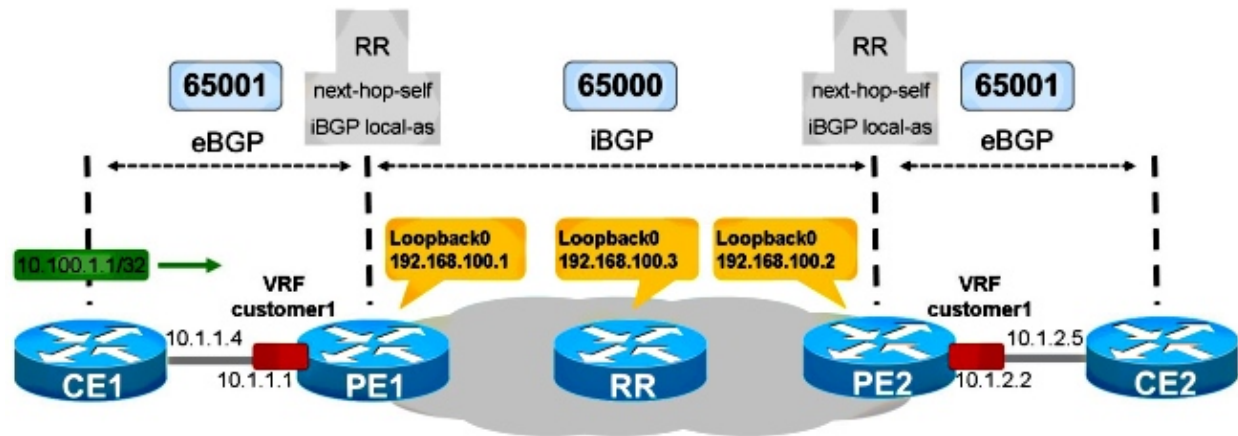 RR
next-hop-self
iBGP local-as
RR
next-hop-self
iBGP local-as
65001
65000
65001
eBGP
iBGP
eBGP
10.100.1.1/32
Loopback0
192.168.100.1
Loopback0
192.168.100.3
Loopback0
192.168.100.2
VRF
customer1
VRF
customer1
10.1.1.4
10.1.1.1
10.1.2.5
10.1.2.2
CE1
PE1
RR
PE2
CE2